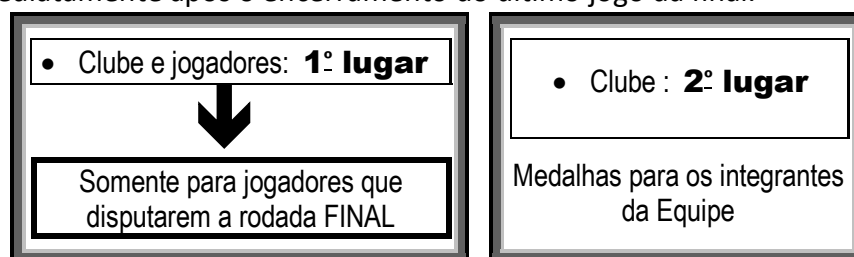 após o encerramento do último jogo da final.
• Clube e jogadores: 1º lugar
Somente para jogadores que
disputarem a rodada FINAL
• Clube : 2º lugar
Medalhas para os integrantes
da Equipe